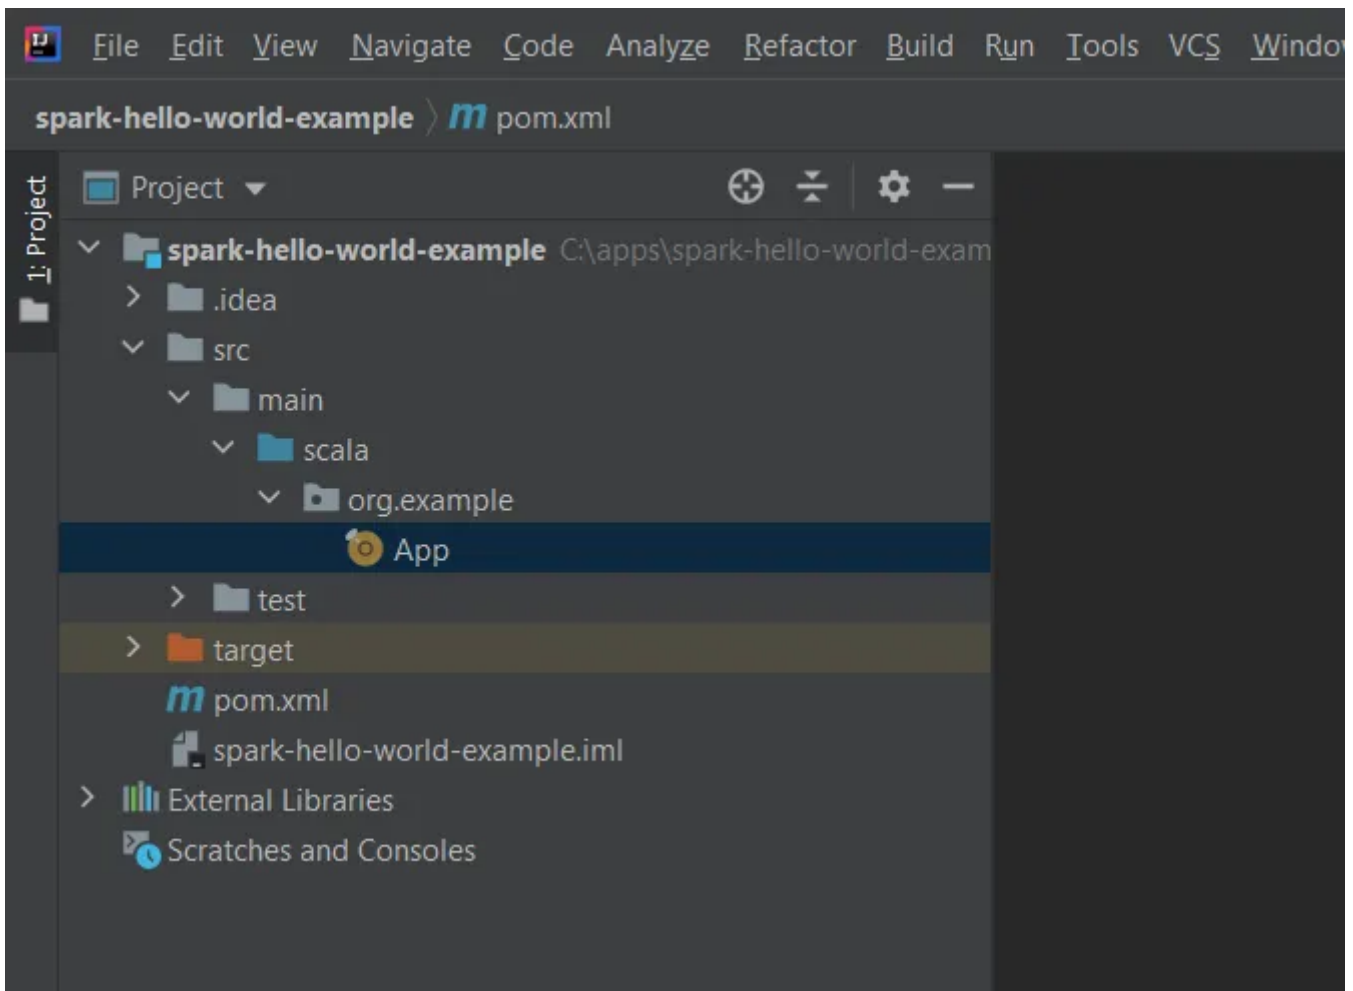 File Edit View Navigate Code Analyze Refactor Build Run Tools VCS Windo
spark-hello-world-example pom.xml
1: Project
Project
spark-hello-world-example C:\apps\spark-hello-world-exam
.idea
src
main
scala
org.example
App
test
target
pom.xml
spark-hello-world-example.iml
External Libraries
Scratches and Consoles